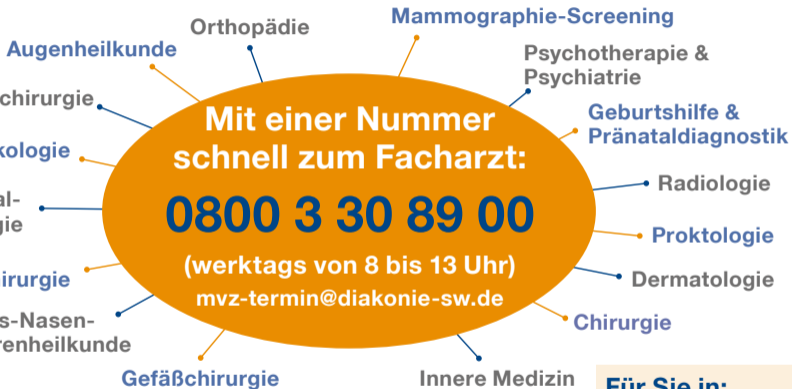 Mammographie-Screening
Orthopädie
Augenheilkunde
Psychotherapie &
Psychiatrie
chirurgie
Geburtshilfe &
Pränataldiagnostik
Mit einer Nummer
schnell zum Facharzt:
kologie
Radiologie
al-
gie
0800 3 30 89 00
Proktologie
(werktags von 8 bis 13 Uhr)
irurgie
Dermatologie
mvz-termin@diakonie-sw.de
s-Nasen-
renheilkunde
Chirurgie
Gefäßchirurgie
Innere Medizin
Für Sie in: